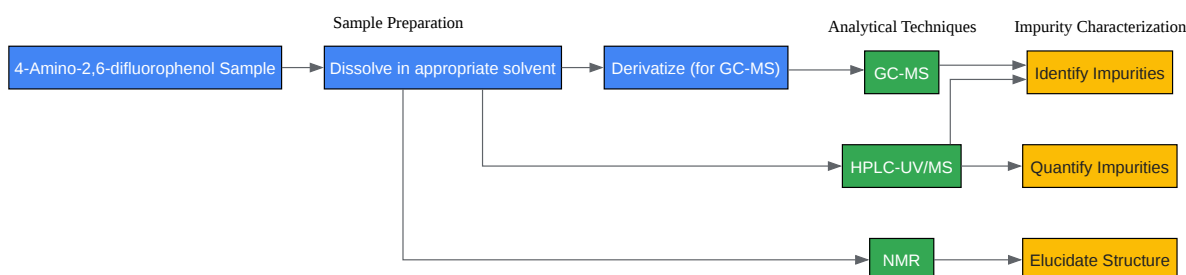 Sample Preparation
Analytical Techniques
Impurity Characterization
4-Amino-2,6-difluorophenol Sample
Dissolve in appropriate solvent
Derivatize (for GC-MS)
GC-MS
Identify Impurities
HPLC-UV/MS
Quantify Impurities
NMR
Elucidate Structure